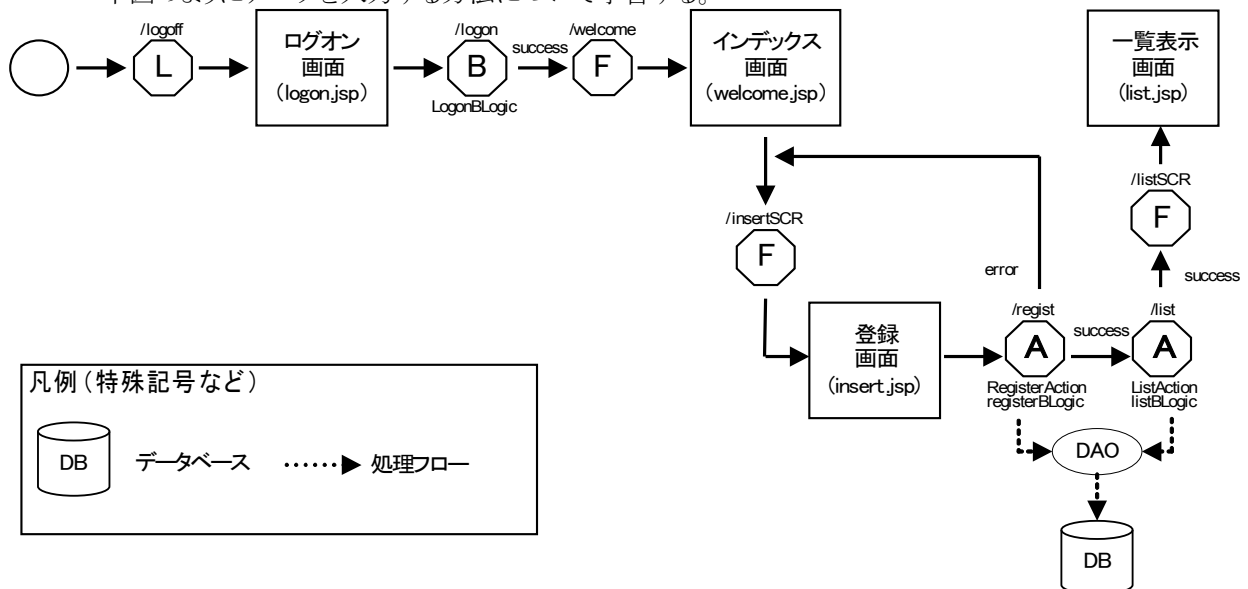 下図のようにデータを入力する方法について学習する。
/logoff
L
ログオン
画面
(logon.jsp)
/logon
B
LogonBLogic
success
/welcome
F
インデックス
画面
(welcome.jsp)
一覧表示
画面
(list.jsp)
/listSCR
F
success
/insertSCR
F
error
登録
画面
(insert.jsp)
/regist
A
RegisterAction
registerBLogic
success
/list
A
ListAction
listBLogic
DAO
DB
凡例(特殊記号など)
DB
データベース
処理フロー